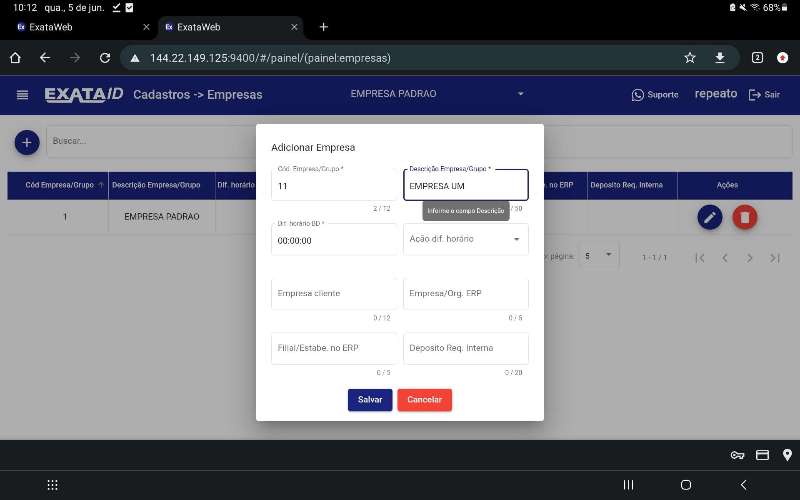 10:12 qua., 5 de jun. 68%
Ex ExataWeb
Ex ExataWeb
144.22.149.125:9400/#/painel/(painel:empresas) 2
EXATA/D Cadastros -> Empresas EMPRESA PADRAO Suporte repeato Sair
Buscar...
Cód Empresa/Grupo Descrição Empresa/Grupo Dif. horário no ERP Deposito Req. Interna Ações
1 EMPRESA PADRAO
página: 5 1 - 1 / 1
Adicionar Empresa
Cód. Empresa/Grupo * Descrição Empresa/Grupo *
11 EMPRESA UM
2 / 12 / 50
Informe o campo Descrição
Dif. horário BD *
00:00:00 Ação dif. horário
Empresa cliente Empresa/Org. ERP
0 / 12 0 / 5
Filial/Estabe. no ERP Deposito Req. Interna
0 / 5 0 / 20
Salvar Cancelar